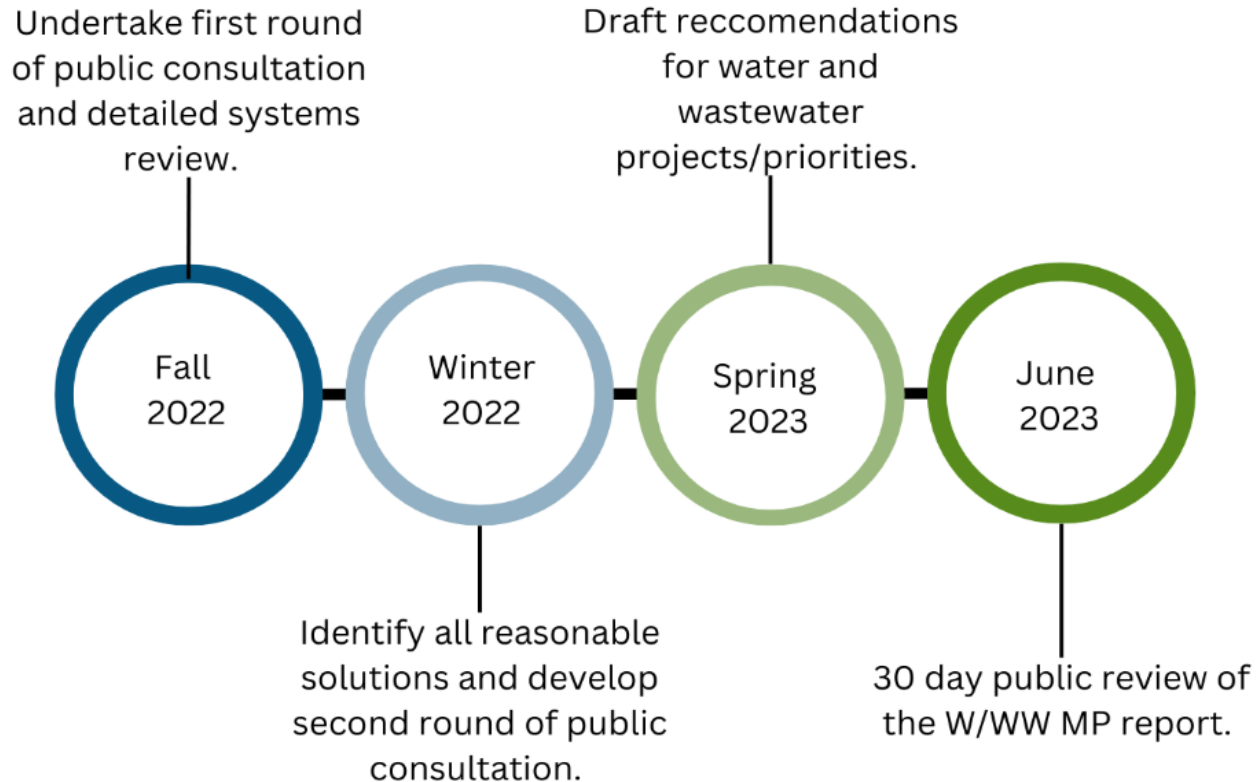 Undertake first round
of public consultation
and detailed systems
review.
Draft reccomendations
for water and
wastewater
projects/priorities.
Fall
2022
Winter
2022
Spring
2023
June
2023
Identify all reasonable
solutions and develop
second round of public
consultation.
30 day public review of
the W/WW MP report.